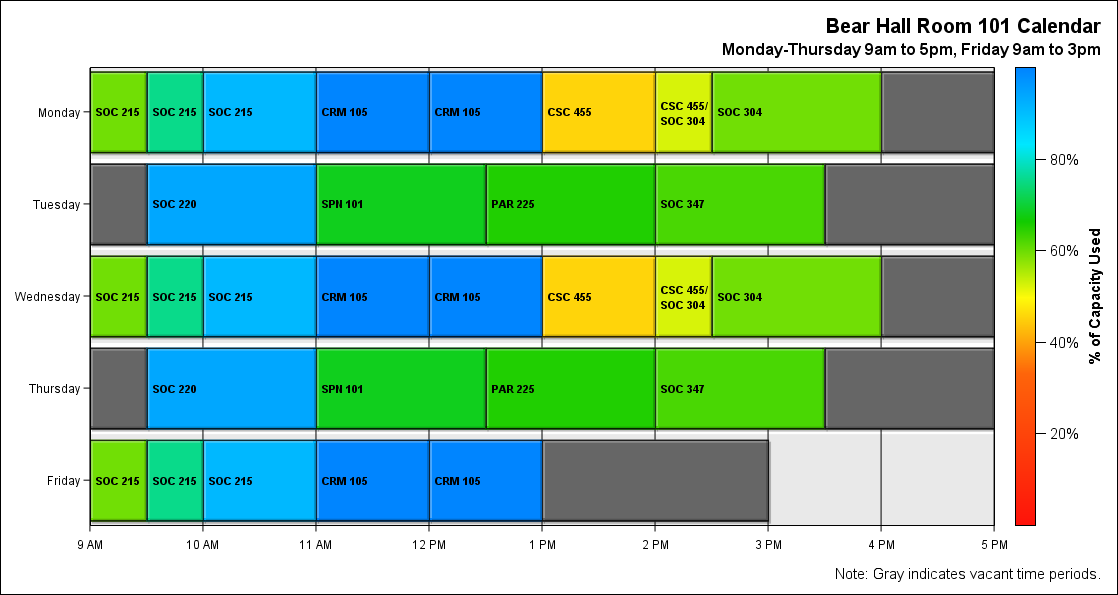 Bear Hall Room 101 Calendar
Monday-Thursday 9am to 5pm, Friday 9am to 3pm
Monday
SOC 215
SOC 215
SOC 215
CRM 105
CRM 105
CSC 455
CSC 455/
SOC 304
SOC 304
Tuesday
SOC 220
SPN 101
PAR 225
SOC 347
Wednesday
SOC 215
SOC 215
SOC 215
CRM 105
CRM 105
CSC 455
CSC 455/
SOC 304
SOC 304
Thursday
SOC 220
SPN 101
PAR 225
SOC 347
Friday
SOC 215
SOC 215
SOC 215
CRM 105
CRM 105
9 AM
10 AM
11 AM
12 PM
1 PM
2 PM
3 PM
4 PM
5 PM
80%
60%
40%
20%
% of Capacity Used
Note: Gray indicates vacant time periods.